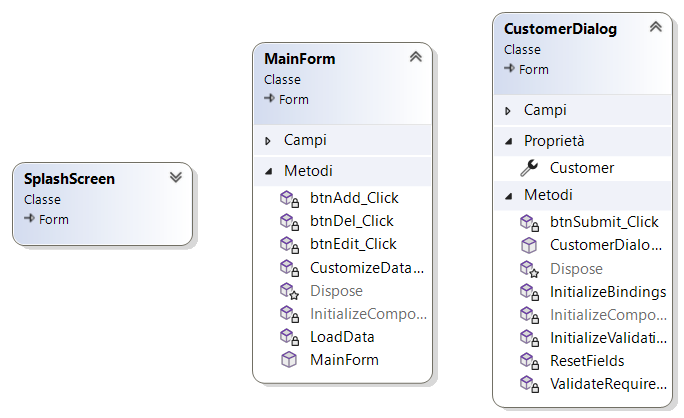 SplashScreen
Classe
Form
MainForm
Classe
Form
Campi
Metodi
btnAdd_Click
btnDel_Click
btnEdit_Click
CustomizeData...
Dispose
InitializeCompo...
LoadData
MainForm
CustomerDialog
Classe
Form
Campi
Proprietà
Customer
Metodi
btnSubmit_Click
CustomerDialo...
Dispose
InitializeBindings
InitializeCompo...
InitializeValidati...
ResetFields
ValidateRequire...